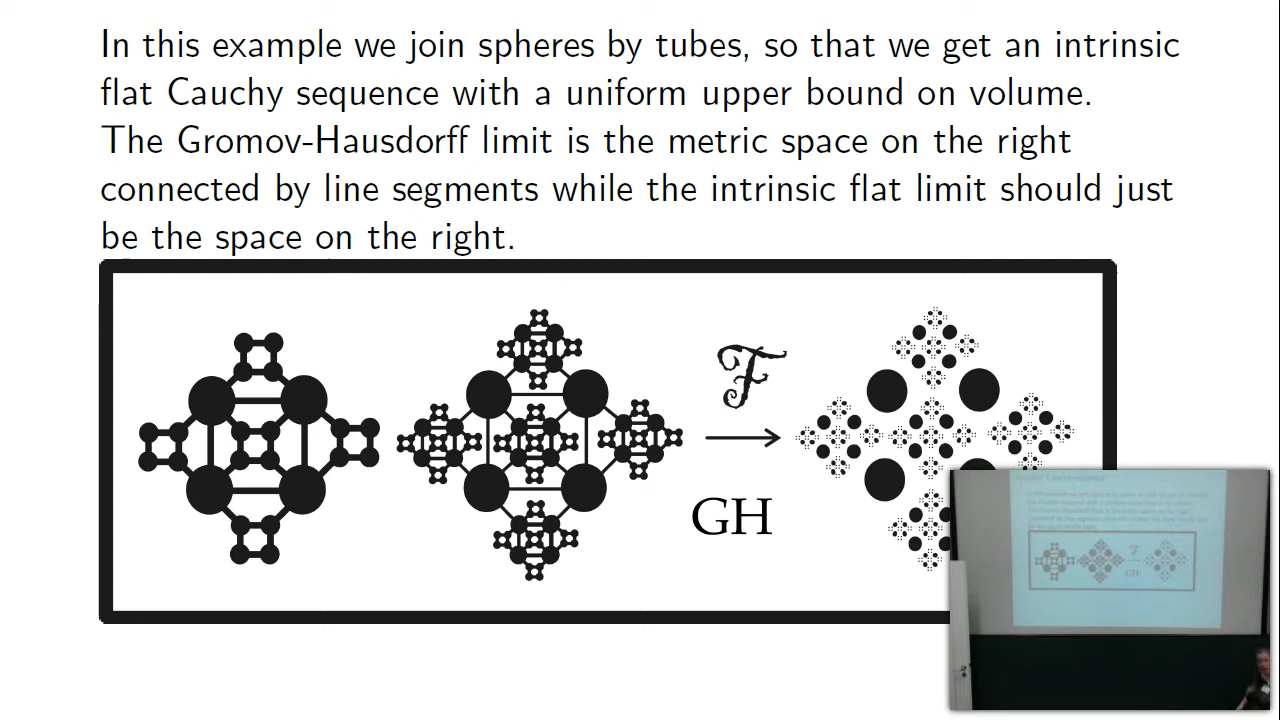 In this example we join spheres by tubes, so that we get an intrinsic
flat Cauchy sequence with a uniform upper bound on volume.
The Gromov-Hausdorff limit is the metric space on the right
connected by line segments while the intrinsic flat limit should just
be the space on the right.
ℱ
GH